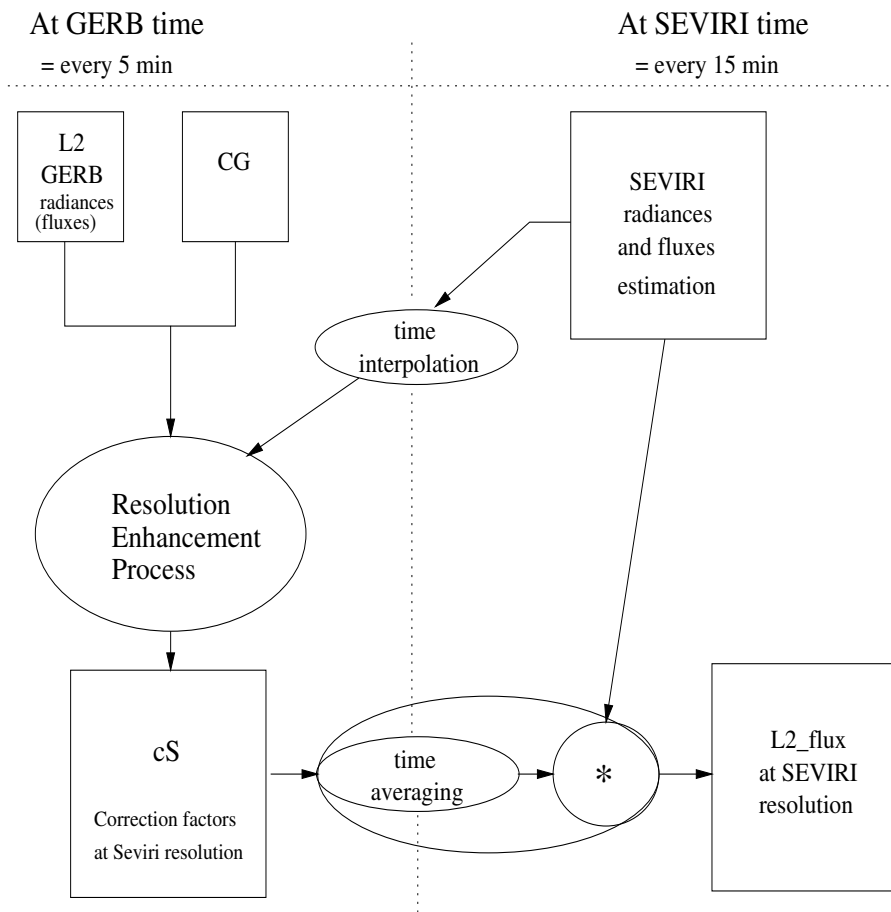 At GERB time
= every 5 min
At SEVIRI time
= every 15 min
L2
GERB
radiances
(fluxes)
CG
SEVIRI
radiances
and fluxes
estimation
time
interpolation
Resolution
Enhancement
Process
cS
Correction factors
at Seviri resolution
time
averaging
*
L2_flux
at SEVIRI
resolution